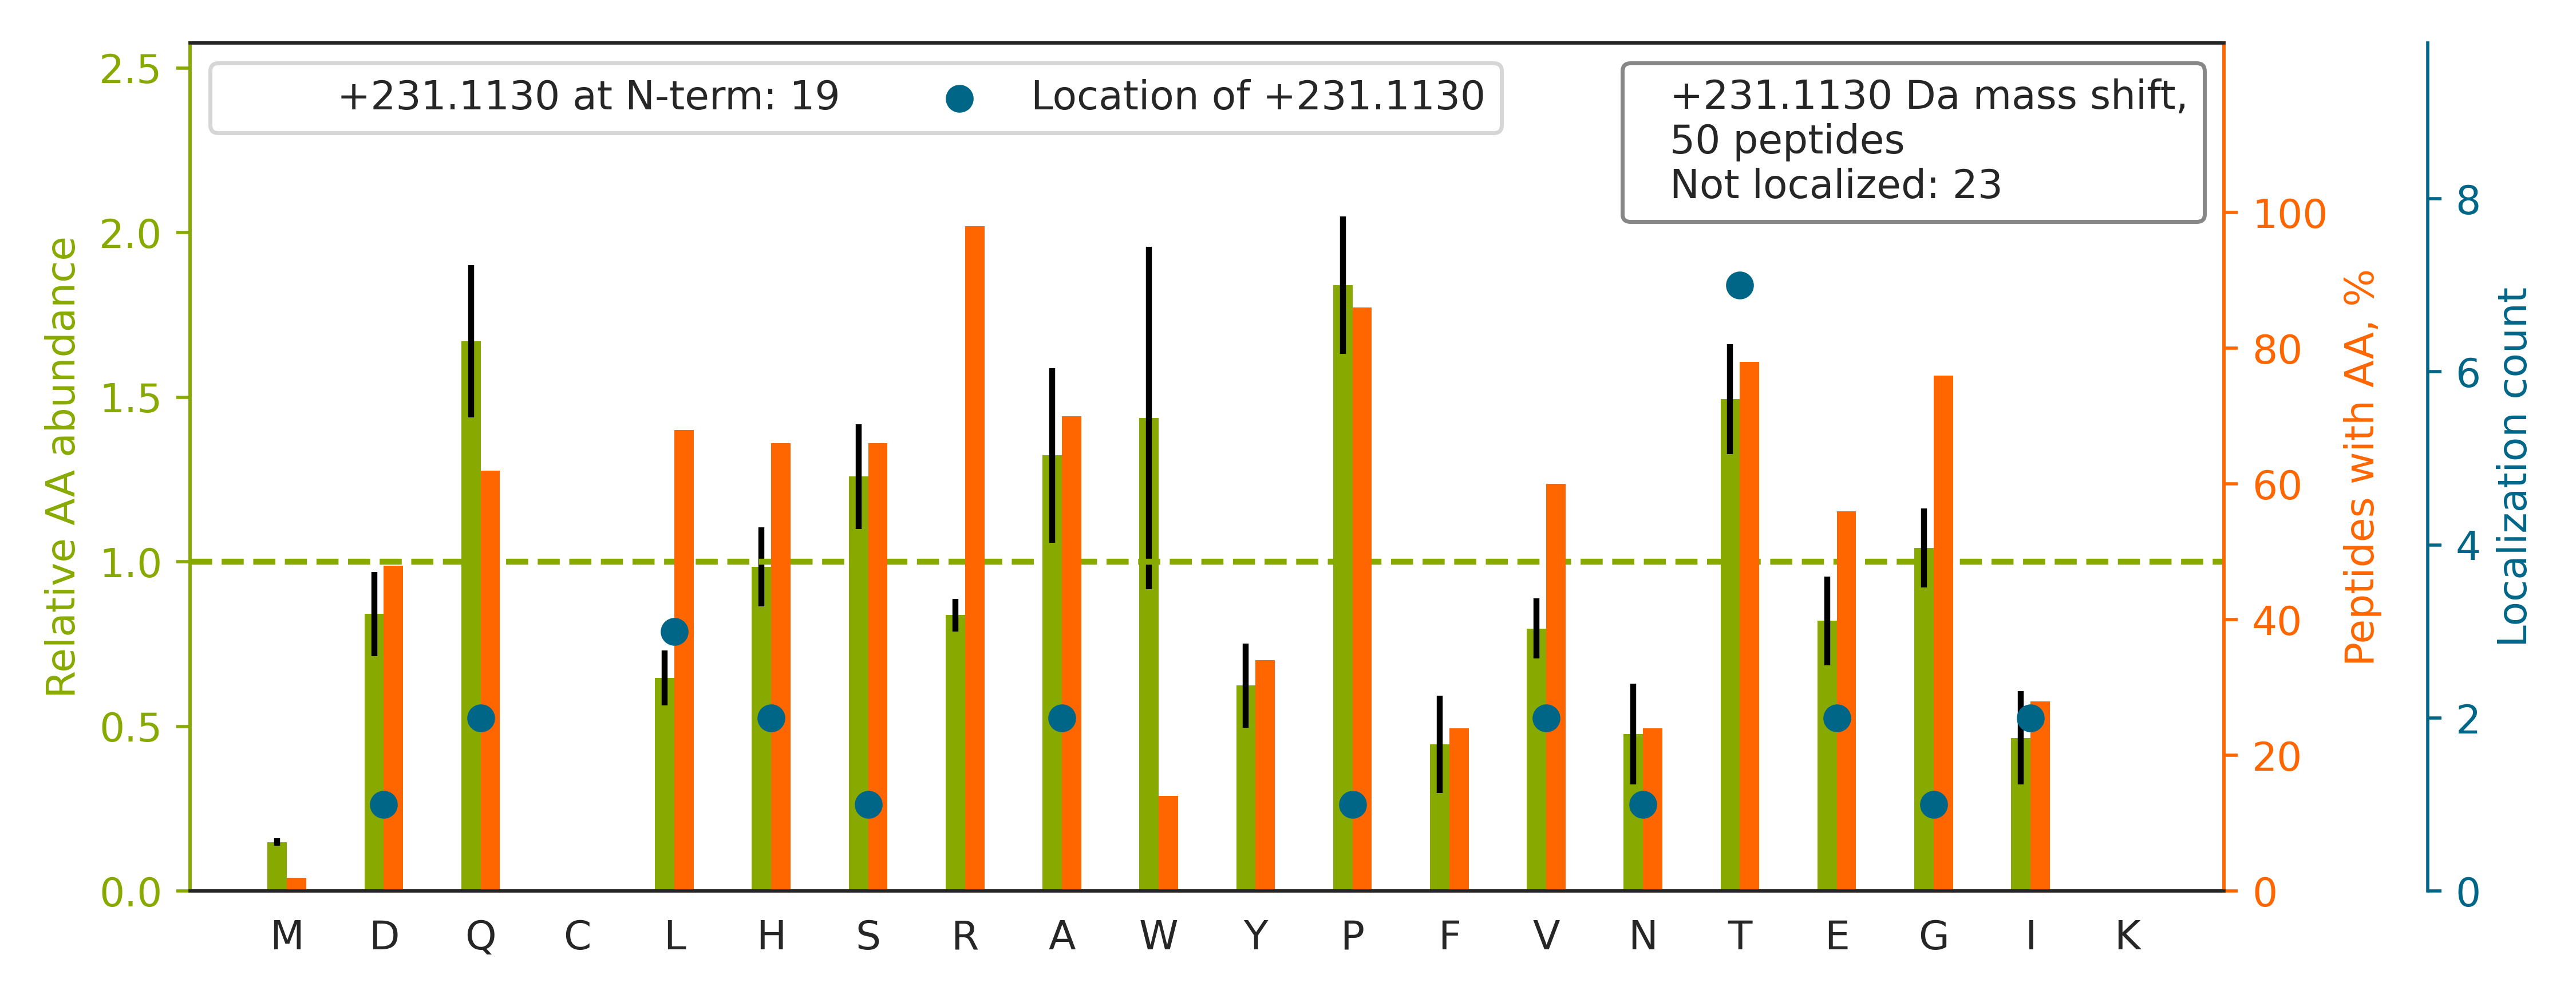 +231.1130 at N-term: 19
Location of +231.1130
+231.1130 Da mass shift,
50 peptides
Not localized: 23
Relative AA abundance
2.5
2.0
1.5
1.0
0.5
0.0
M D Q C L H S R A W Y P F V N T E G I K
100
80
60
40
20
0
Peptides with AA, %
8
6
4
2
0
Localization count